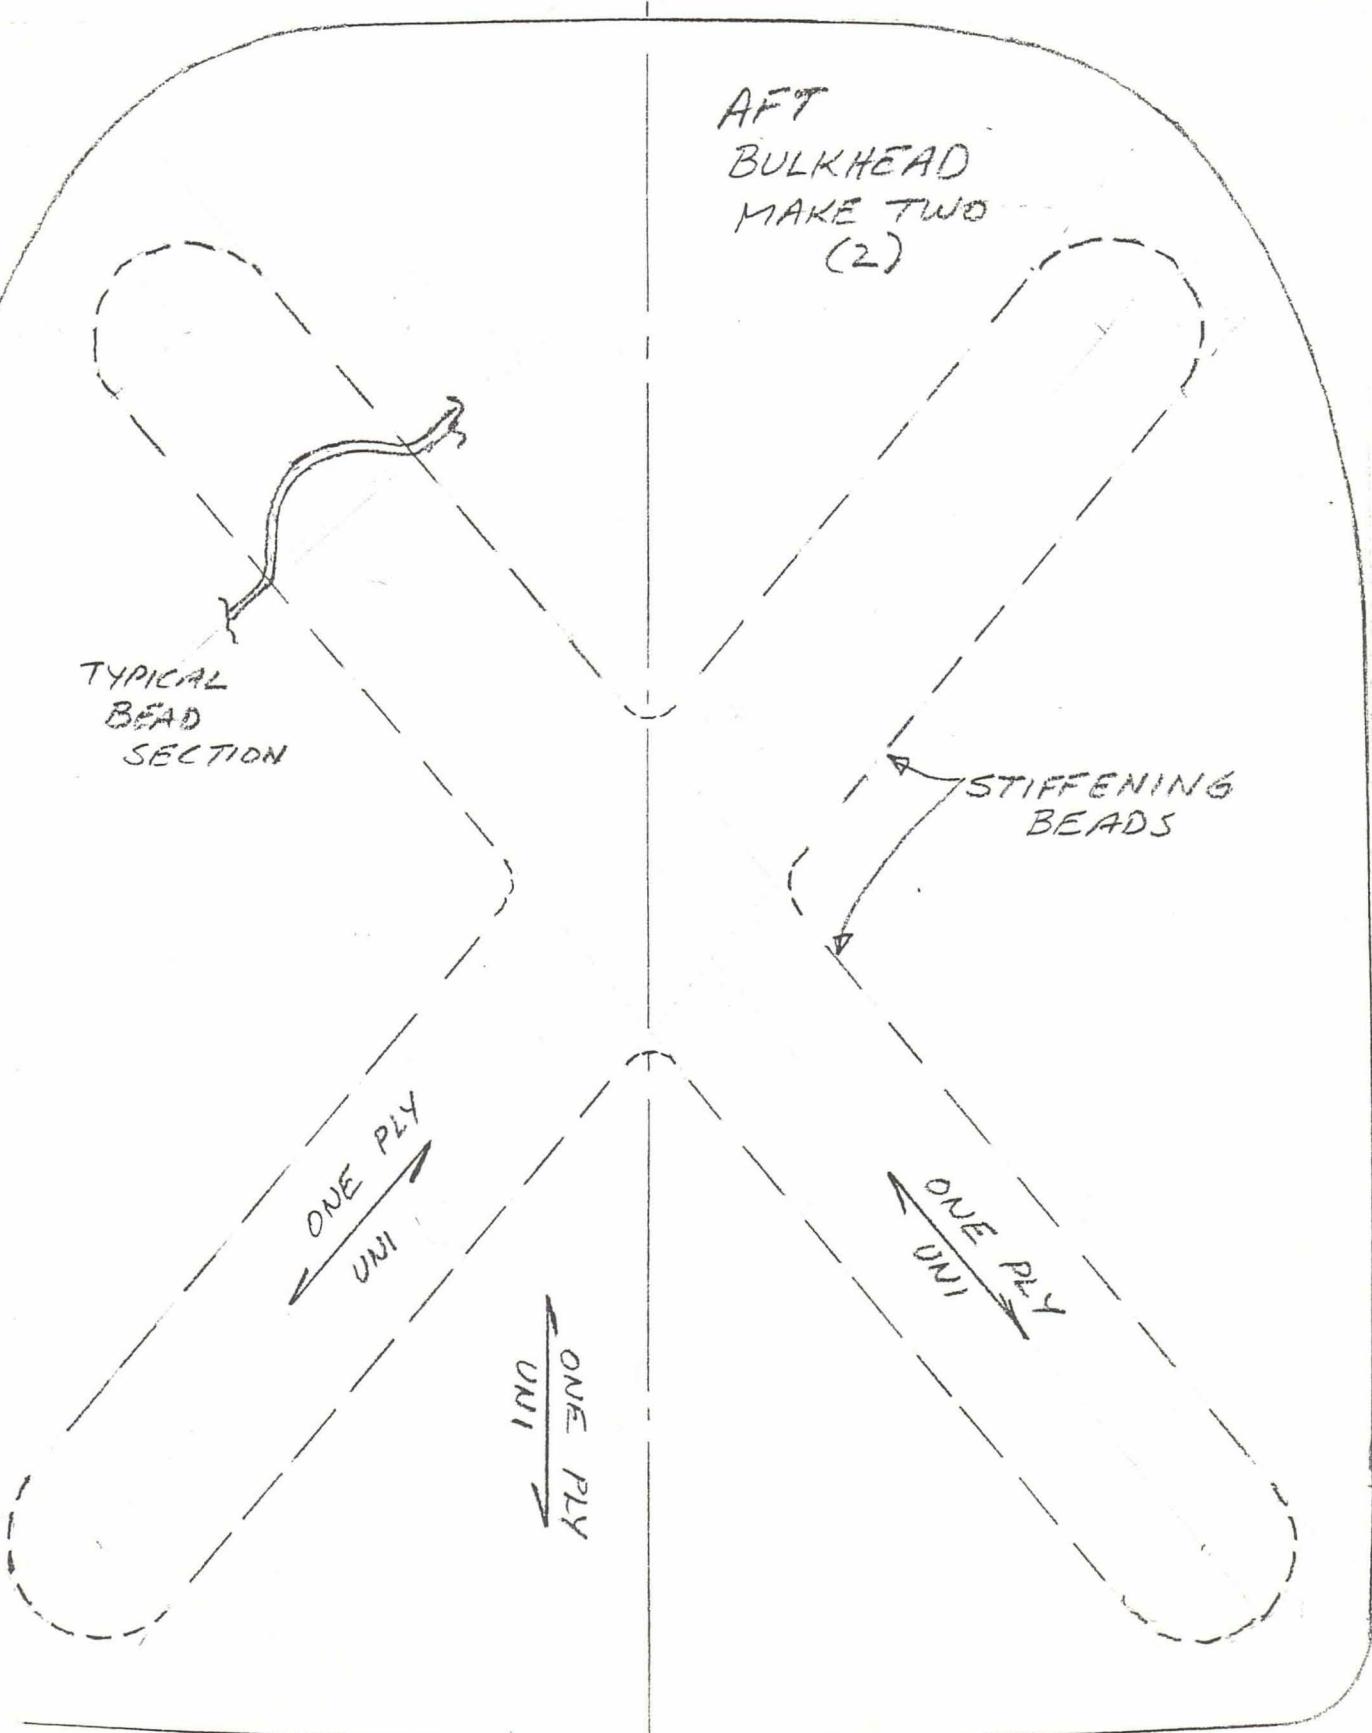 AFT
BULKHEAD
MAKE TWO
(2)
TYPICAL
BEAD
SECTION
STIFFENING
BEADS
ONE PLY
UNI
ONE PLY
UNI
ONE PLY
UNI